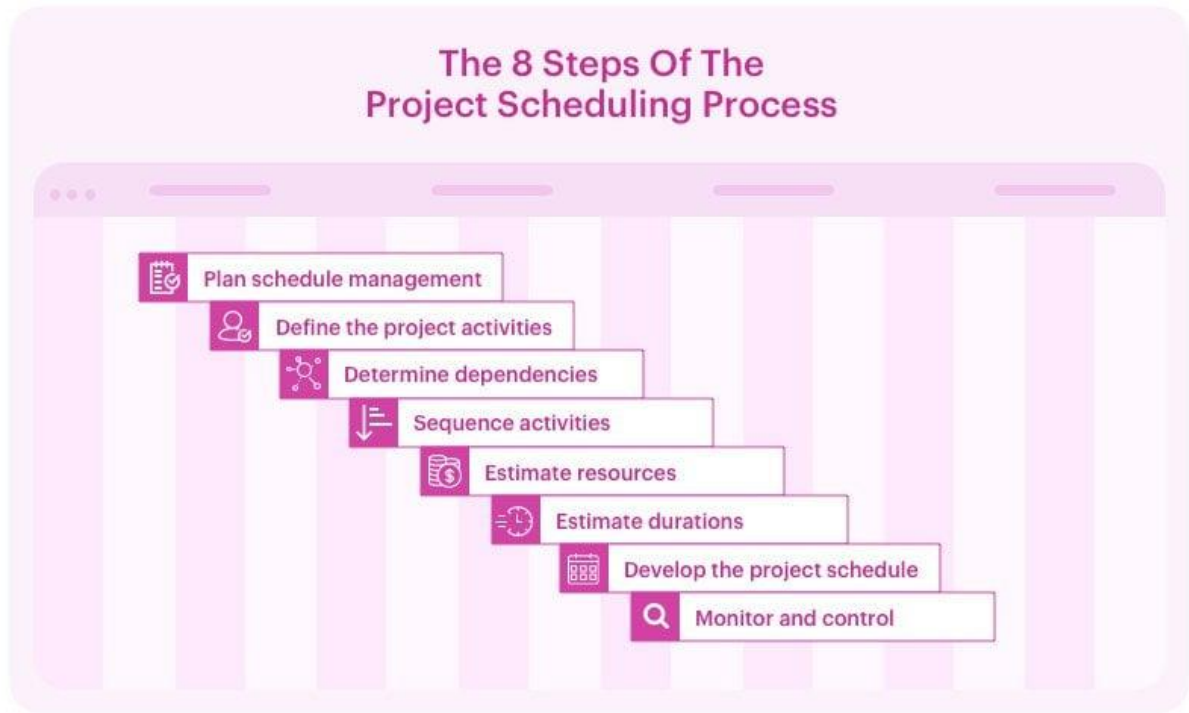 The 8 Steps Of The
Project Scheduling Process
Plan schedule management
Define the project activities
Determine dependencies
Sequence activities
Estimate resources
Estimate durations
Develop the project schedule
Monitor and control